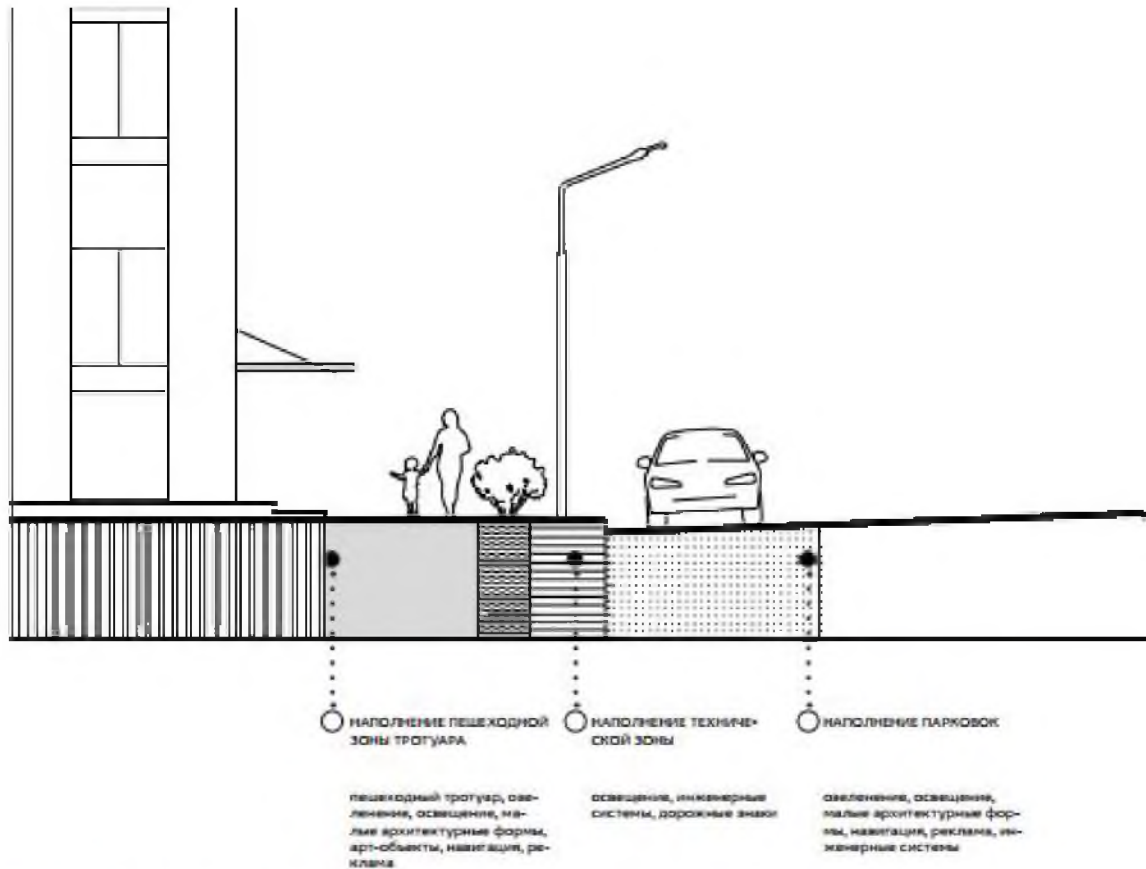 НАПОЛНЕНИЕ ПЕШЕХОДНОЙ
ЗОНЫ ТРОТУАРА
пешеходный тротуар, озе-
ленение, освещение, ма-
лые архитектурные формы,
арт-объекты, навигация, ре-
клама
НАПОЛНЕНИЕ ТЕХНИЧЕ-
СКОЙ ЗОНЫ
освещение, инженерные
системы, дорожные знаки
НАПОЛНЕНИЕ ПАРКОВОК
озеленение, освещение,
малые архитектурные фор-
мы, навигация, реклама, ин-
женерные системы